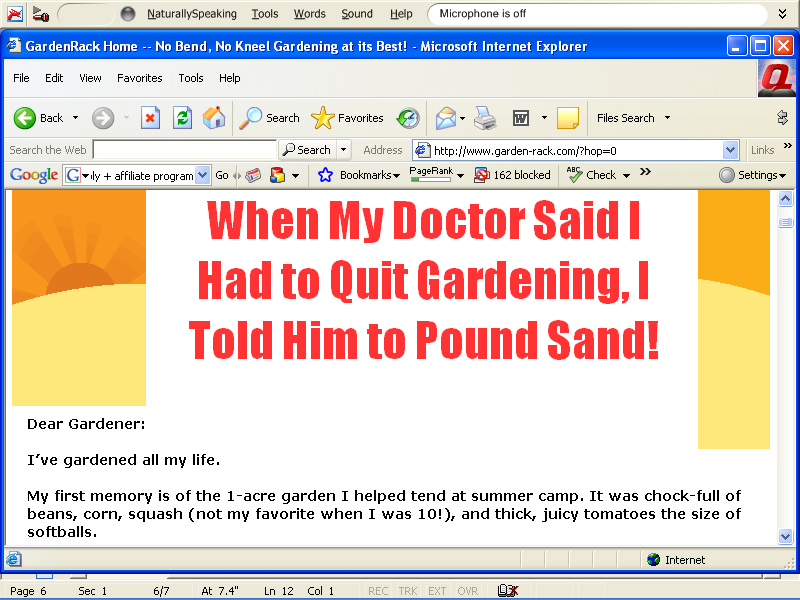 NaturallySpeaking Tools Words Sound Help Microphone is off
GardenRack Home -- No Bend, No Kneel Gardening at its Best! - Microsoft Internet Explorer
File Edit View Favorites Tools Help
Back Search Favorites Files Search
Search the Web Search Address http://www.garden-rack.com/?hop=0 Links
Google ly + affiliate program Go Bookmarks PageRank 162 blocked ABC Check Settings
When My Doctor Said I
Had to Quit Gardening, I
Told Him to Pound Sand!
Dear Gardener:
I've gardened all my life.
My first memory is of the 1-acre garden I helped tend at summer camp. It was chock-full of
beans, corn, squash (not my favorite when I was 10!), and thick, juicy tomatoes the size of
softballs.
Internet
Page 6 Sec 1 6/7 At 7.4" Ln 12 Col 1 REC TRK EXT OVR